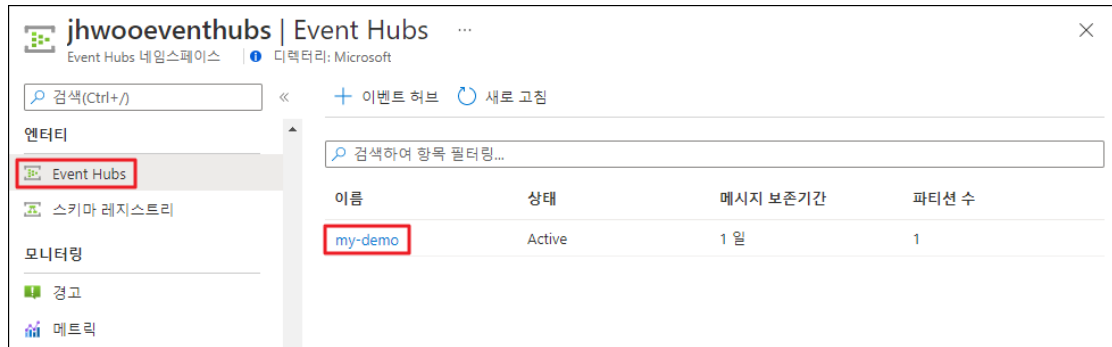 jhwooeventhubs | Event Hubs ...
Event Hubs 네임스페이스 디렉터리: Microsoft
검색(Ctrl+/) «
+ 이벤트 허브 새로 고침
엔터티
Event Hubs
스키마 레지스트리
모니터링
경고
메트릭
검색하여 항목 필터링...
이름 상태 메시지 보존기간 파티션 수
my-demo Active 1 일 1